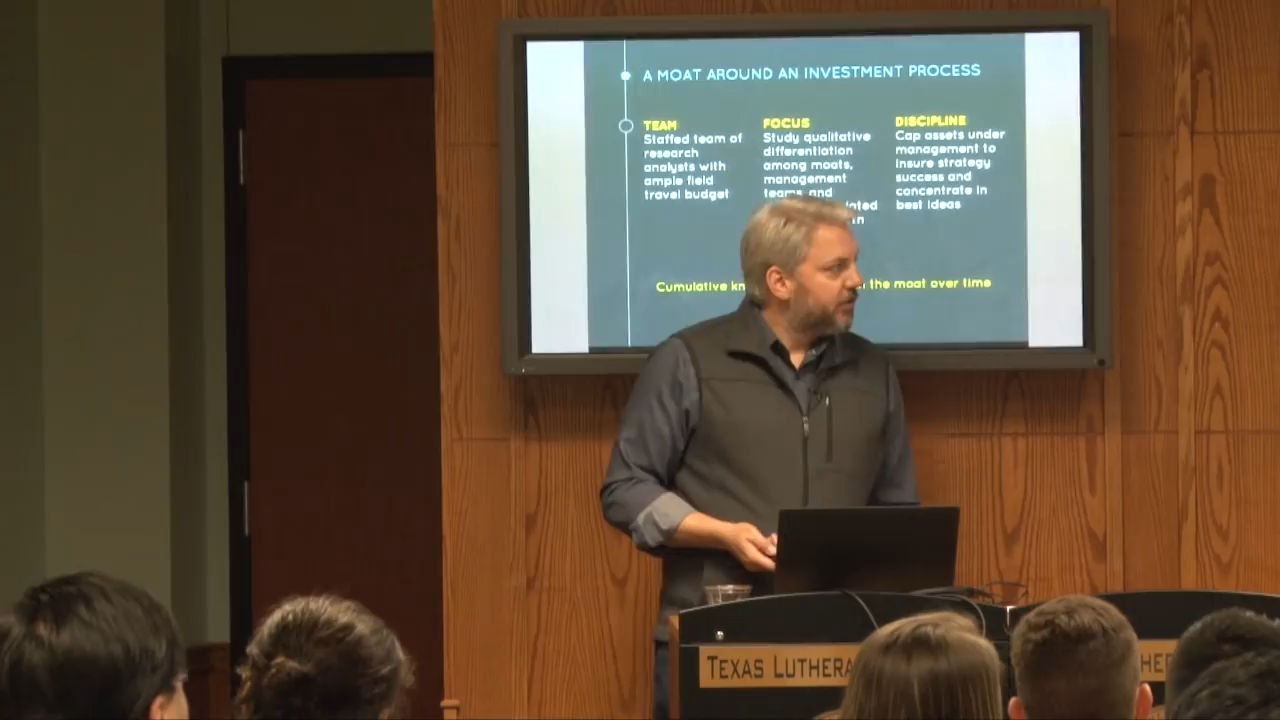 A MOAT AROUND AN INVESTMENT PROCESS
TEAM
Staffed team of
research
analysts with
ample field
travel budget
FOCUS
Study qualitative
differentiation
among moats,
management
teams and
DISCIPLINE
Cap assets under
management to
insure strategy
success and
concentrate in
best ideas
Cumulative the moat over time
TEXAS LUTHERA